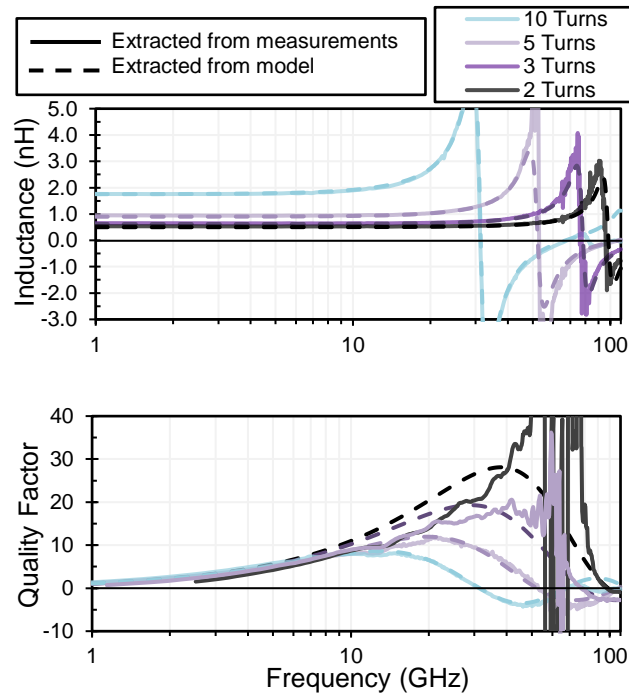 Extracted from measurements
Extracted from model
10 Turns
5 Turns
3 Turns
2 Turns
Inductance (nH)
5.0
4.0
3.0
2.0
1.0
0.0
-1.0
-2.0
-3.0
1
10
100
Quality Factor
40
30
20
10
0
-10
1
10
100
Frequency (GHz)